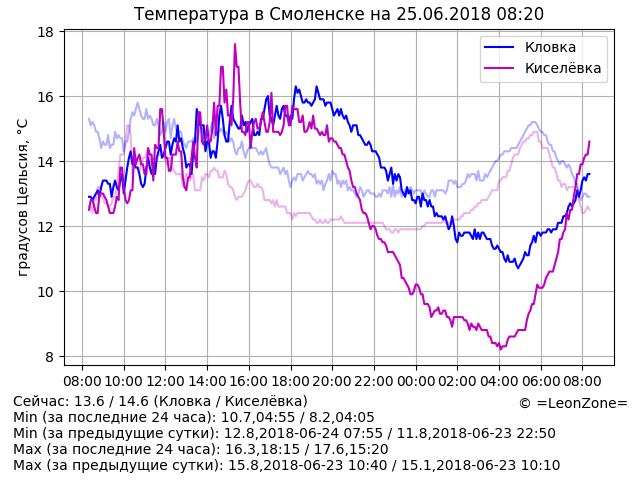 Температура в Смоленске на 25.06.2018 08:20
18
16
14
12
10
8
градусов Цельсия, °C
Кловка
Киселёвка
08:00 10:00 12:00 14:00 16:00 18:00 20:00 22:00 00:00 02:00 04:00 06:00 08:00
Сейчас: 13.6 / 14.6 (Кловка / Киселёвка)
© =LeonZone=
Min (за последние 24 часа): 10.7,04:55 / 8.2,04:05
Min (за предыдущие сутки): 12.8,2018-06-24 07:55 / 11.8,2018-06-23 22:50
Max (за последние 24 часа): 16.3,18:15 / 17.6,15:20
Max (за предыдущие сутки): 15.8,2018-06-23 10:40 / 15.1,2018-06-23 10:10